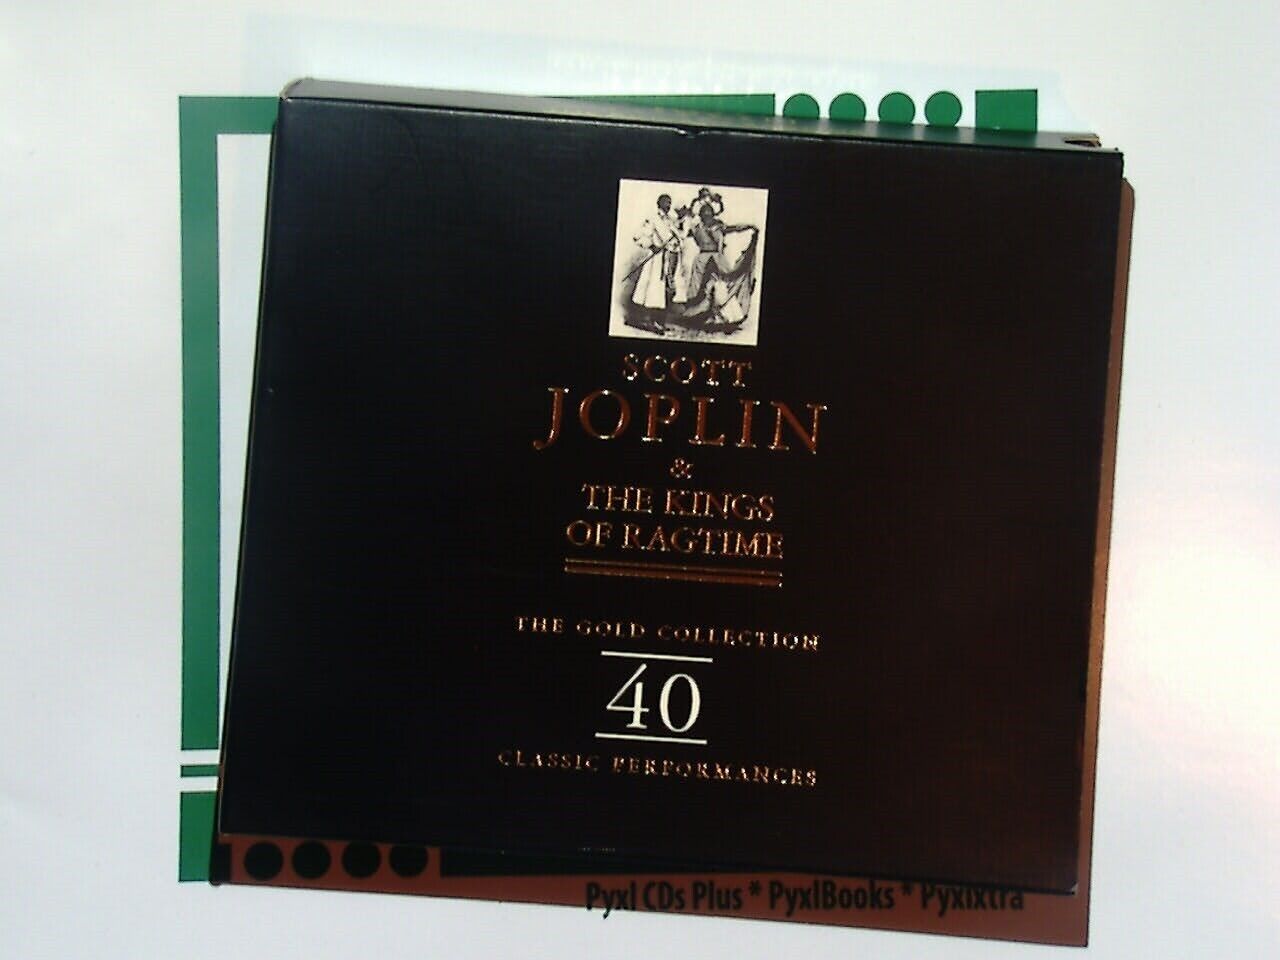 SCOTT
JOPLIN
&
THE KINGS
OF RAGTIME
THE GOLD COLLECTION
40
CLASSIC PERFORMANCES
Pyxl CDs Plus * PyxlBooks * Pyxlxtra